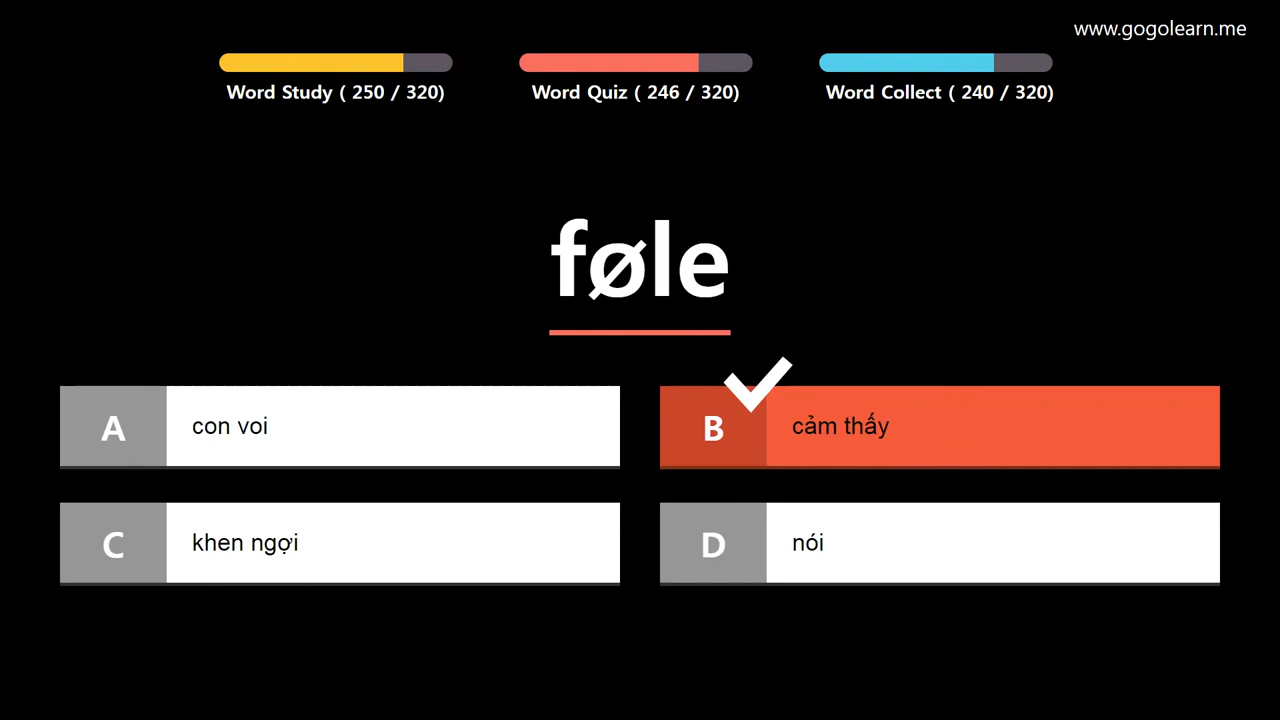 www.gogolearn.me
Word Study ( 250 / 320)
Word Quiz ( 246 / 320)
Word Collect ( 240 / 320)
føle
A con voi
B cảm thấy
C khen ngợi
D nói